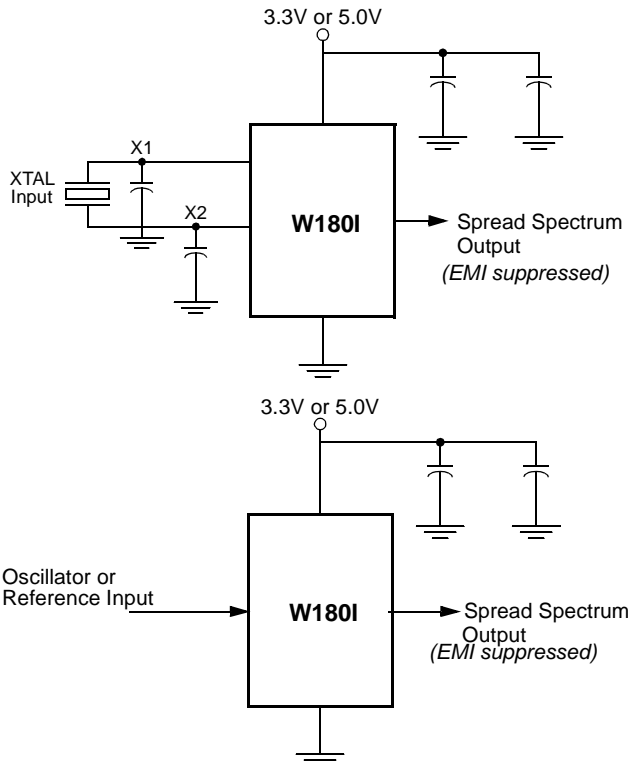 3.3V or 5.0V
X1
XTAL
Input
X2
W180I
Spread Spectrum
Output
(EMI suppressed)
3.3V or 5.0V
Oscillator or
Reference Input
W180I
Spread Spectrum
Output
(EMI suppressed)